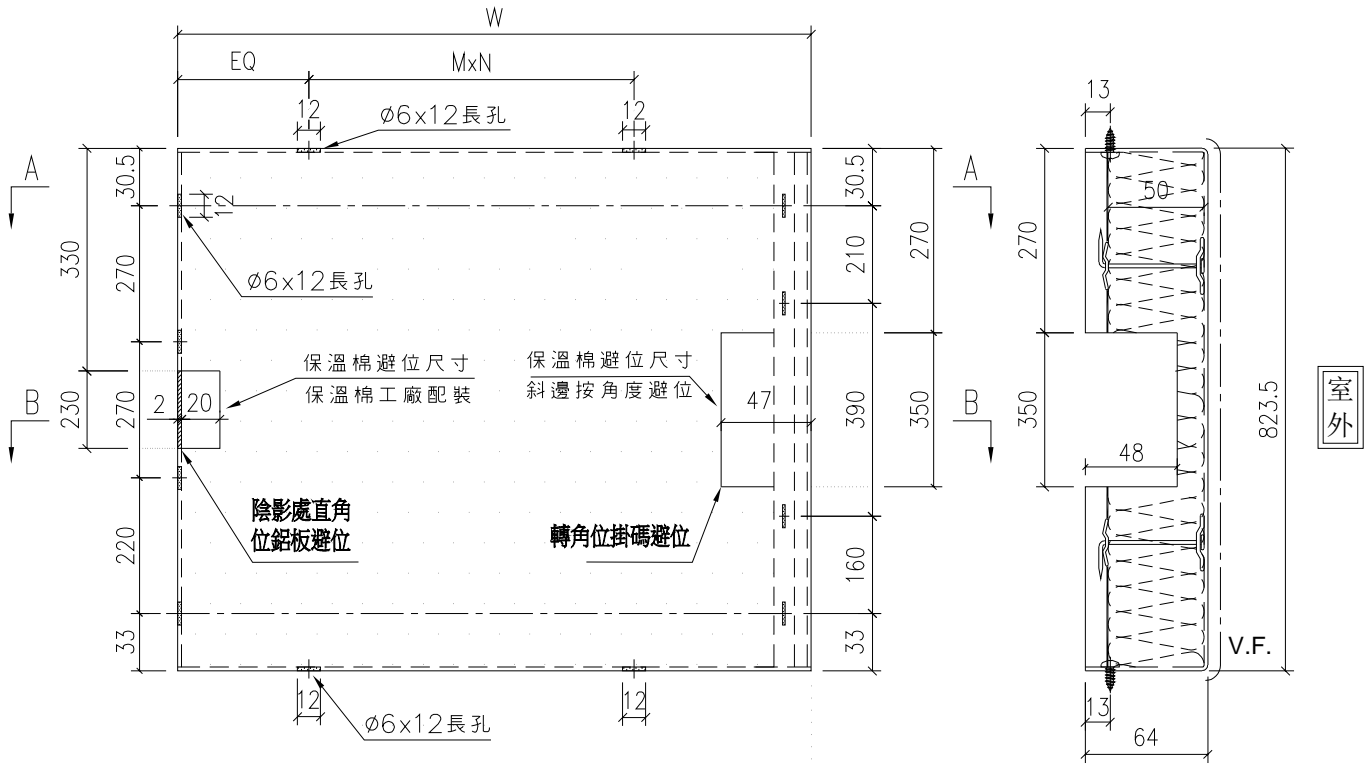 W
EQ
MxN
12
ø6x12長孔
12
13
A
30.5
12
30.5
A
50
330
270
ø6x12長孔
210
270
270
保溫棉避位尺寸
保溫棉工廠配裝
保溫棉避位尺寸
斜邊按角度避位
B
230
270
2
20
47
390
350
B
350
48
823.5
室外
陰影處直角
位鋁板避位
轉角位掛碼避位
220
160
33
33
V.F.
12
ø6x12長孔
12
13
64